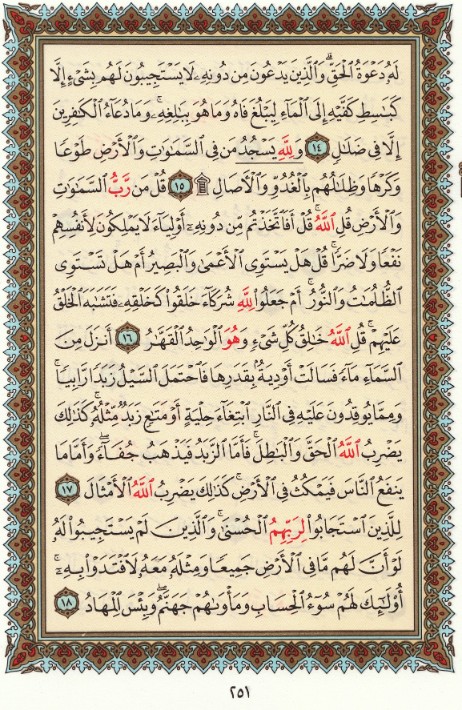 لَهُۥ دَعْوَةُ ٱلْحَقِّ ۖ وَٱلَّذِينَ يَدْعُونَ مِن دُونِهِۦ لَا يَسْتَجِيبُونَ لَهُم بِشَىْءٍ إِلَّا
كَبَـٰسِطِ كَفَّيْهِ إِلَى ٱلْمَآءِ لِيَبْلُغَ فَاهُ وَمَا هُوَ بِبَـٰلِغِهِۦ ۚ وَمَا دُعَآءُ ٱلْكَـٰفِرِينَ
إِلَّا فِى ضَلَـٰلٍ ١٤ وَلِلَّهِ يَسْجُدُ مَن فِى ٱلسَّمَـٰوَٰتِ وَٱلْأَرْضِ طَوْعًا
وَكَرْهًا وَظِلَـٰلُهُم بِٱلْغُدُوِّ وَٱلْـَٔاصَالِ ۩ ١٥ قُلْ مَن رَّبُّ ٱلسَّمَـٰوَٰتِ
وَٱلْأَرْضِ قُلِ ٱللَّهُ ۚ قُلْ أَفَٱتَّخَذْتُم مِّن دُونِهِۦٓ أَوْلِيَآءَ لَا يَمْلِكُونَ لِأَنفُسِهِمْ
نَفْعًا وَلَا ضَرًّا ۚ قُلْ هَلْ يَسْتَوِى ٱلْأَعْمَىٰ وَٱلْبَصِيرُ أَمْ هَلْ تَسْتَوِى
ٱلظُّلُمَـٰتُ وَٱلنُّورُ ۗ أَمْ جَعَلُوا۟ لِلَّهِ شُرَكَآءَ خَلَقُوا۟ كَخَلْقِهِۦ فَتَشَـٰبَهَ ٱلْخَلْقُ
عَلَيْهِمْ ۚ قُلِ ٱللَّهُ خَـٰلِقُ كُلِّ شَىْءٍ وَهُوَ ٱلْوَٰحِدُ ٱلْقَهَّـٰرُ ١٦ أَنزَلَ مِنَ
ٱلسَّمَآءِ مَآءً فَسَالَتْ أَوْدِيَةٌۢ بِقَدَرِهَا فَٱحْتَمَلَ ٱلسَّيْلُ زَبَدًا رَّابِيًا ۚ
وَمِمَّا يُوقِدُونَ عَلَيْهِ فِى ٱلنَّارِ ٱبْتِغَآءَ حِلْيَةٍ أَوْ مَتَـٰعٍ زَبَدٌ مِّثْلُهُۥ ۚ كَذَٰلِكَ
يَضْرِبُ ٱللَّهُ ٱلْحَقَّ وَٱلْبَـٰطِلَ ۚ فَأَمَّا ٱلزَّبَدُ فَيَذْهَبُ جُفَآءً ۖ وَأَمَّا مَا
يَنفَعُ ٱلنَّاسَ فَيَمْكُثُ فِى ٱلْأَرْضِ ۚ كَذَٰلِكَ يَضْرِبُ ٱللَّهُ ٱلْأَمْثَالَ ١٧
لِلَّذِينَ ٱسْتَجَابُوا۟ لِرَبِّهِمُ ٱلْحُسْنَىٰ ۚ وَٱلَّذِينَ لَمْ يَسْتَجِيبُوا۟ لَهُۥ
لَوْ أَنَّ لَهُم مَّا فِى ٱلْأَرْضِ جَمِيعًا وَمِثْلَهُۥ مَعَهُۥ لَٱفْتَدَوْا۟ بِهِۦٓ ۚ
أُو۟لَـٰٓئِكَ لَهُمْ سُوٓءُ ٱلْحِسَابِ وَمَأْوَىٰهُمْ جَهَنَّمُ ۖ وَبِئْسَ ٱلْمِهَادُ ١٨
٢٥١